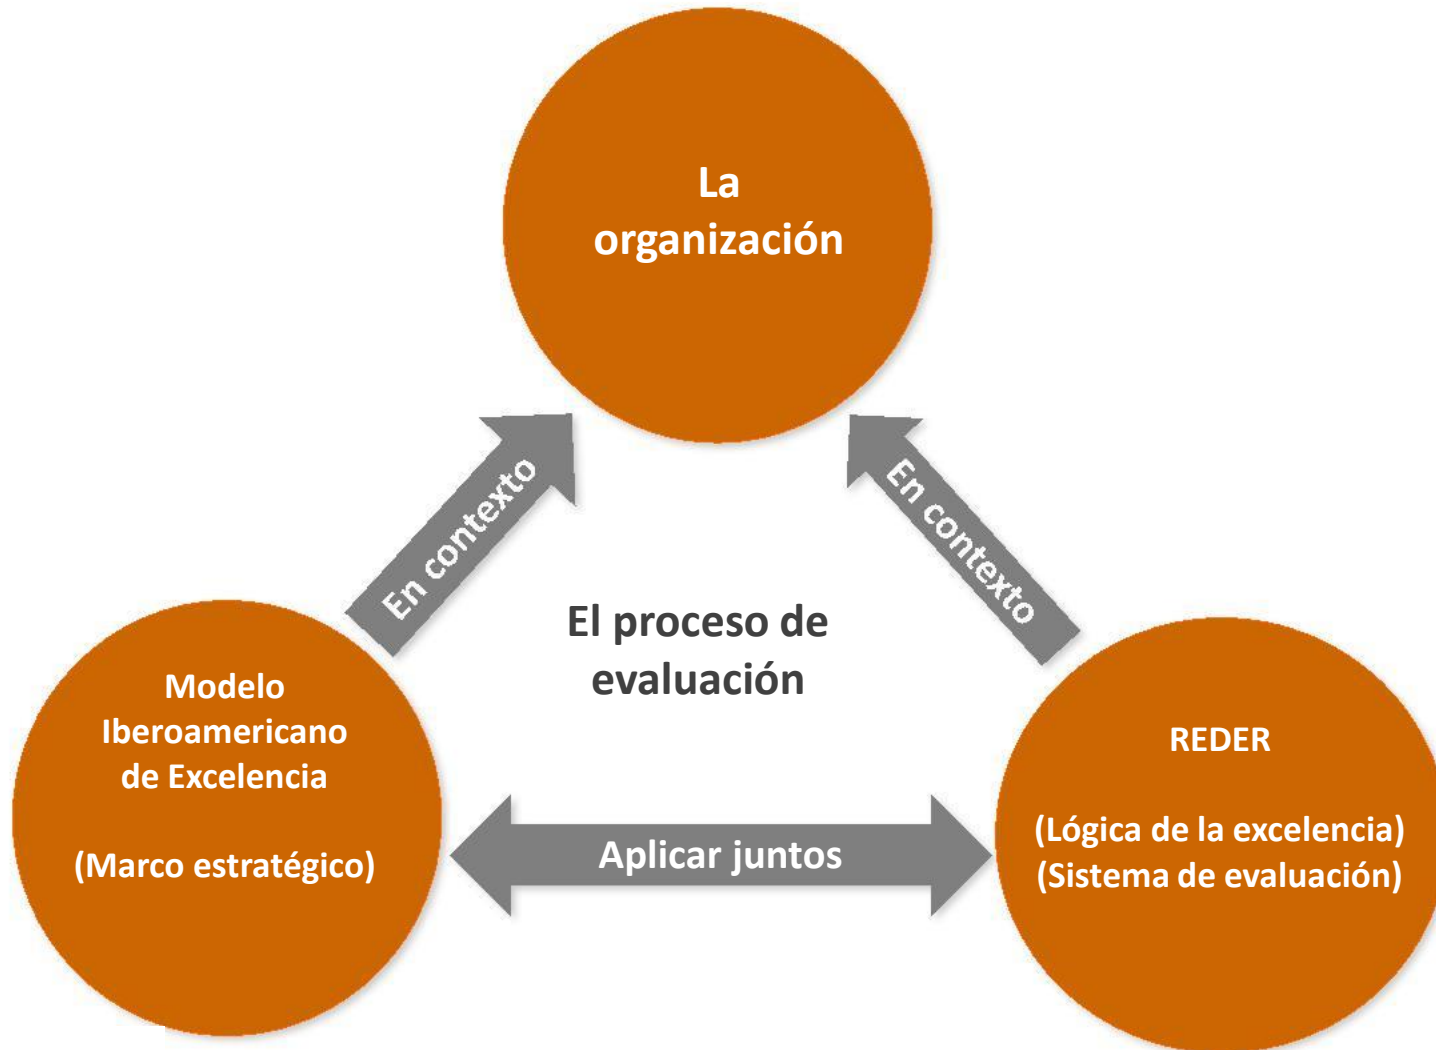 La
organización
En contexto
En contexto
El proceso de
evaluación
Modelo
Iberoamericano
de Excelencia
(Marco estratégico)
REDER
(Lógica de la excelencia)
(Sistema de evaluación)
Aplicar juntos